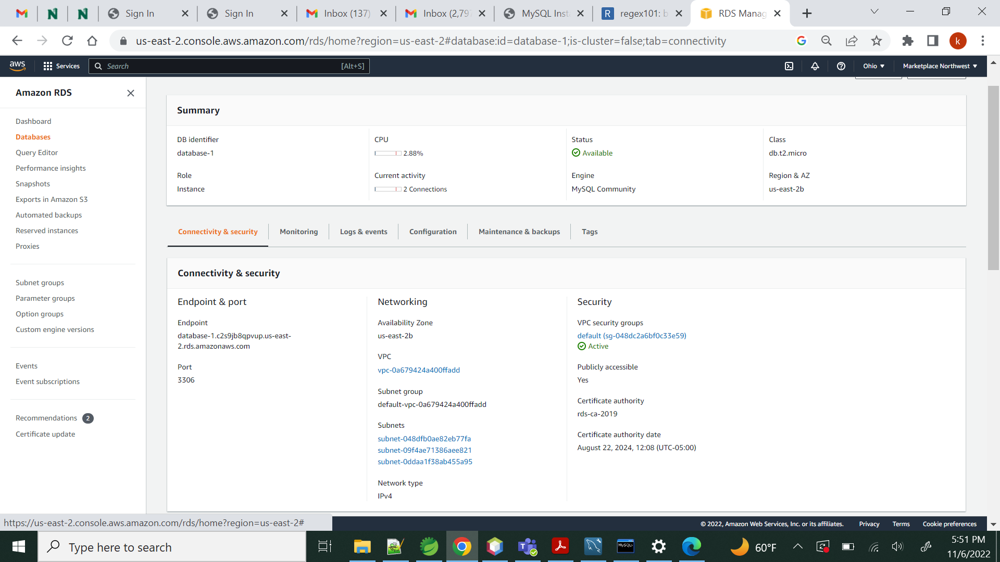 Sign In
Sign In
Inbox (137)
Inbox (2,797
MySQL Inst
regex101: b
RDS Manag
us-east-2.console.aws.amazon.com/rds/home?region=us-east-2#database:id=database-1;is-cluster=false;tab=connectivity
k
aws
Services
Search
[Alt+S]
Ohio
Marketplace Northwest
Amazon RDS
Dashboard
Databases
Query Editor
Performance insights
Snapshots
Exports in Amazon S3
Automated backups
Reserved instances
Proxies
Subnet groups
Parameter groups
Option groups
Custom engine versions
Events
Event subscriptions
Recommendations 2
Certificate update
Summary
DB identifier
database-1
CPU
2.88%
Status
Available
Class
db.t2.micro
Role
Instance
Current activity
2 Connections
Engine
MySQL Community
Region & AZ
us-east-2b
Connectivity & security
Monitoring
Logs & events
Configuration
Maintenance & backups
Tags
Connectivity & security
Endpoint & port
Endpoint
database-1.c2s9jb8qpvup.us-east-
2.rds.amazonaws.com
Port
3306
Networking
Availability Zone
us-east-2b
VPC
vpc-0a679424a400ffadd
Subnet group
default-vpc-0a679424a400ffadd
Subnets
subnet-048dfb0ae82eb77fa
subnet-09f4ae71386aee821
subnet-0ddaa1f38ab455a95
Network type
IPv4
Security
VPC security groups
default (sg-048dc2a6bf0c33e59)
Active
Publicly accessible
Yes
Certificate authority
rds-ca-2019
Certificate authority date
August 22, 2024, 12:08 (UTC-05:00)
https://us-east-2.console.aws.amazon.com/rds/home?region=us-east-2#
© 2022, Amazon Web Services, Inc. or its affiliates.
Privacy
Terms
Cookie preferences
Type here to search
60°F
5:51 PM
11/6/2022